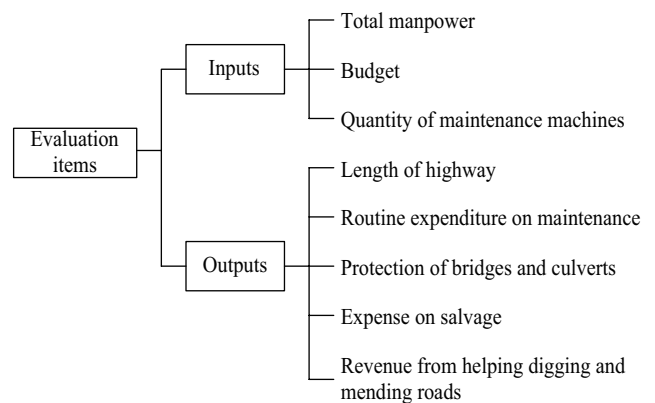 Evaluation
items
Inputs
Total manpower
Budget
Quantity of maintenance machines
Outputs
Length of highway
Routine expenditure on maintenance
Protection of bridges and culverts
Expense on salvage
Revenue from helping digging and
mending roads